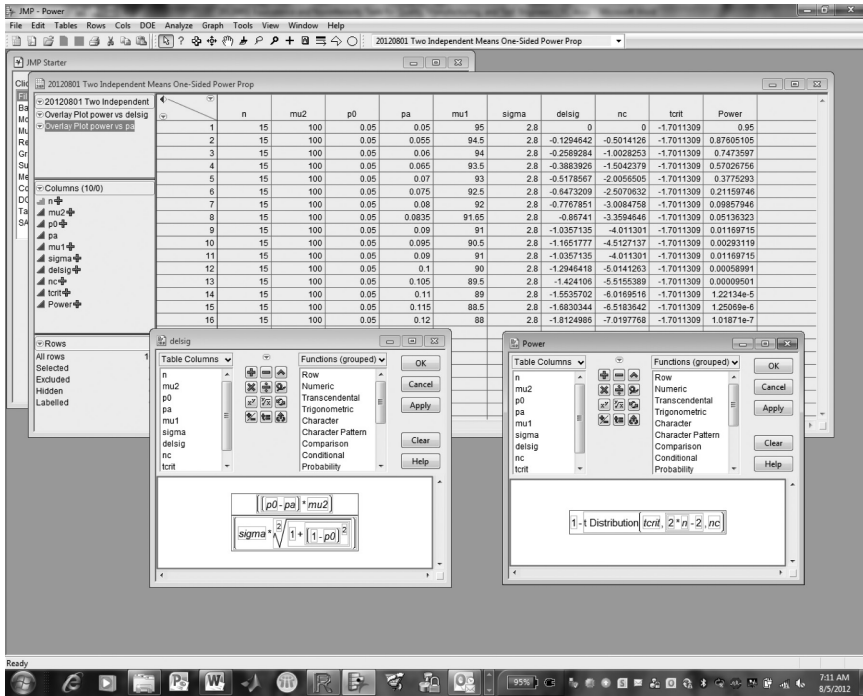 JMP - Power
File Edit Tables Rows Cols DOE Analyze Graph Tools View Window Help
20120801 Two Independent Means One-Sided Power Prop
JMP Starter
20120801 Two Independent Means One-Sided Power Prop
20120801 Two Independent
Overlay Plot power vs delsig
Overlay Plot power vs pa
Columns (10/0)
n
mu2
p0
pa
mu1
sigma
delsig
nc
tcrit
Power
Rows
All rows 1
Selected
Excluded
Hidden
Labelled
n mu2 p0 pa mu1 sigma delsig nc tcrit Power
1 15 100 0.05 0.05 95 2.8 0 0 -1.7011309 0.95
2 15 100 0.05 0.055 94.5 2.8 -0.1294642 -0.5014126 -1.7011309 0.87605105
3 15 100 0.05 0.06 94 2.8 -0.2589284 -1.0028253 -1.7011309 0.7473597
4 15 100 0.05 0.065 93.5 2.8 -0.3883926 -1.5042379 -1.7011309 0.57026756
5 15 100 0.05 0.07 93 2.8 -0.5178567 -2.0056505 -1.7011309 0.3775293
6 15 100 0.05 0.075 92.5 2.8 -0.6473209 -2.5070632 -1.7011309 0.21159746
7 15 100 0.05 0.08 92 2.8 -0.7767851 -3.0084758 -1.7011309 0.09857946
8 15 100 0.05 0.0835 91.65 2.8 -0.86741 -3.3594646 -1.7011309 0.05136323
9 15 100 0.05 0.09 91 2.8 -1.0357135 -4.011301 -1.7011309 0.01169715
10 15 100 0.05 0.095 90.5 2.8 -1.1651777 -4.5127137 -1.7011309 0.00293119
11 15 100 0.05 0.09 91 2.8 -1.0357135 -4.011301 -1.7011309 0.01169715
12 15 100 0.05 0.1 90 2.8 -1.2946418 -5.0141263 -1.7011309 0.00058991
13 15 100 0.05 0.105 89.5 2.8 -1.424106 -5.5155389 -1.7011309 0.00009501
14 15 100 0.05 0.11 89 2.8 -1.5535702 -6.0169516 -1.7011309 1.22134e-5
15 15 100 0.05 0.115 88.5 2.8 -1.6830344 -6.5183642 -1.7011309 1.25069e-6
16 15 100 0.05 0.12 88 2.8 -1.8124986 -7.0197768 -1.7011309 1.01871e-7
delsig
Table Columns
n
mu2
p0
pa
mu1
sigma
delsig
nc
tcrit
Functions (grouped)
Row
Numeric
Transcendental
Trigonometric
Character
Character Pattern
Comparison
Conditional
Probability
OK
Cancel
Apply
Clear
Help
[[p0-pa]*mu2]
sigma* 2√1+[1-p0]2
Power
Table Columns
n
mu2
p0
pa
mu1
sigma
delsig
nc
tcrit
Functions (grouped)
Row
Numeric
Transcendental
Trigonometric
Character
Character Pattern
Comparison
Conditional
Probability
OK
Cancel
Apply
Clear
Help
1-t Distribution[tcrit, 2*n-2, nc]
Ready
95%
7:11 AM
8/5/2012